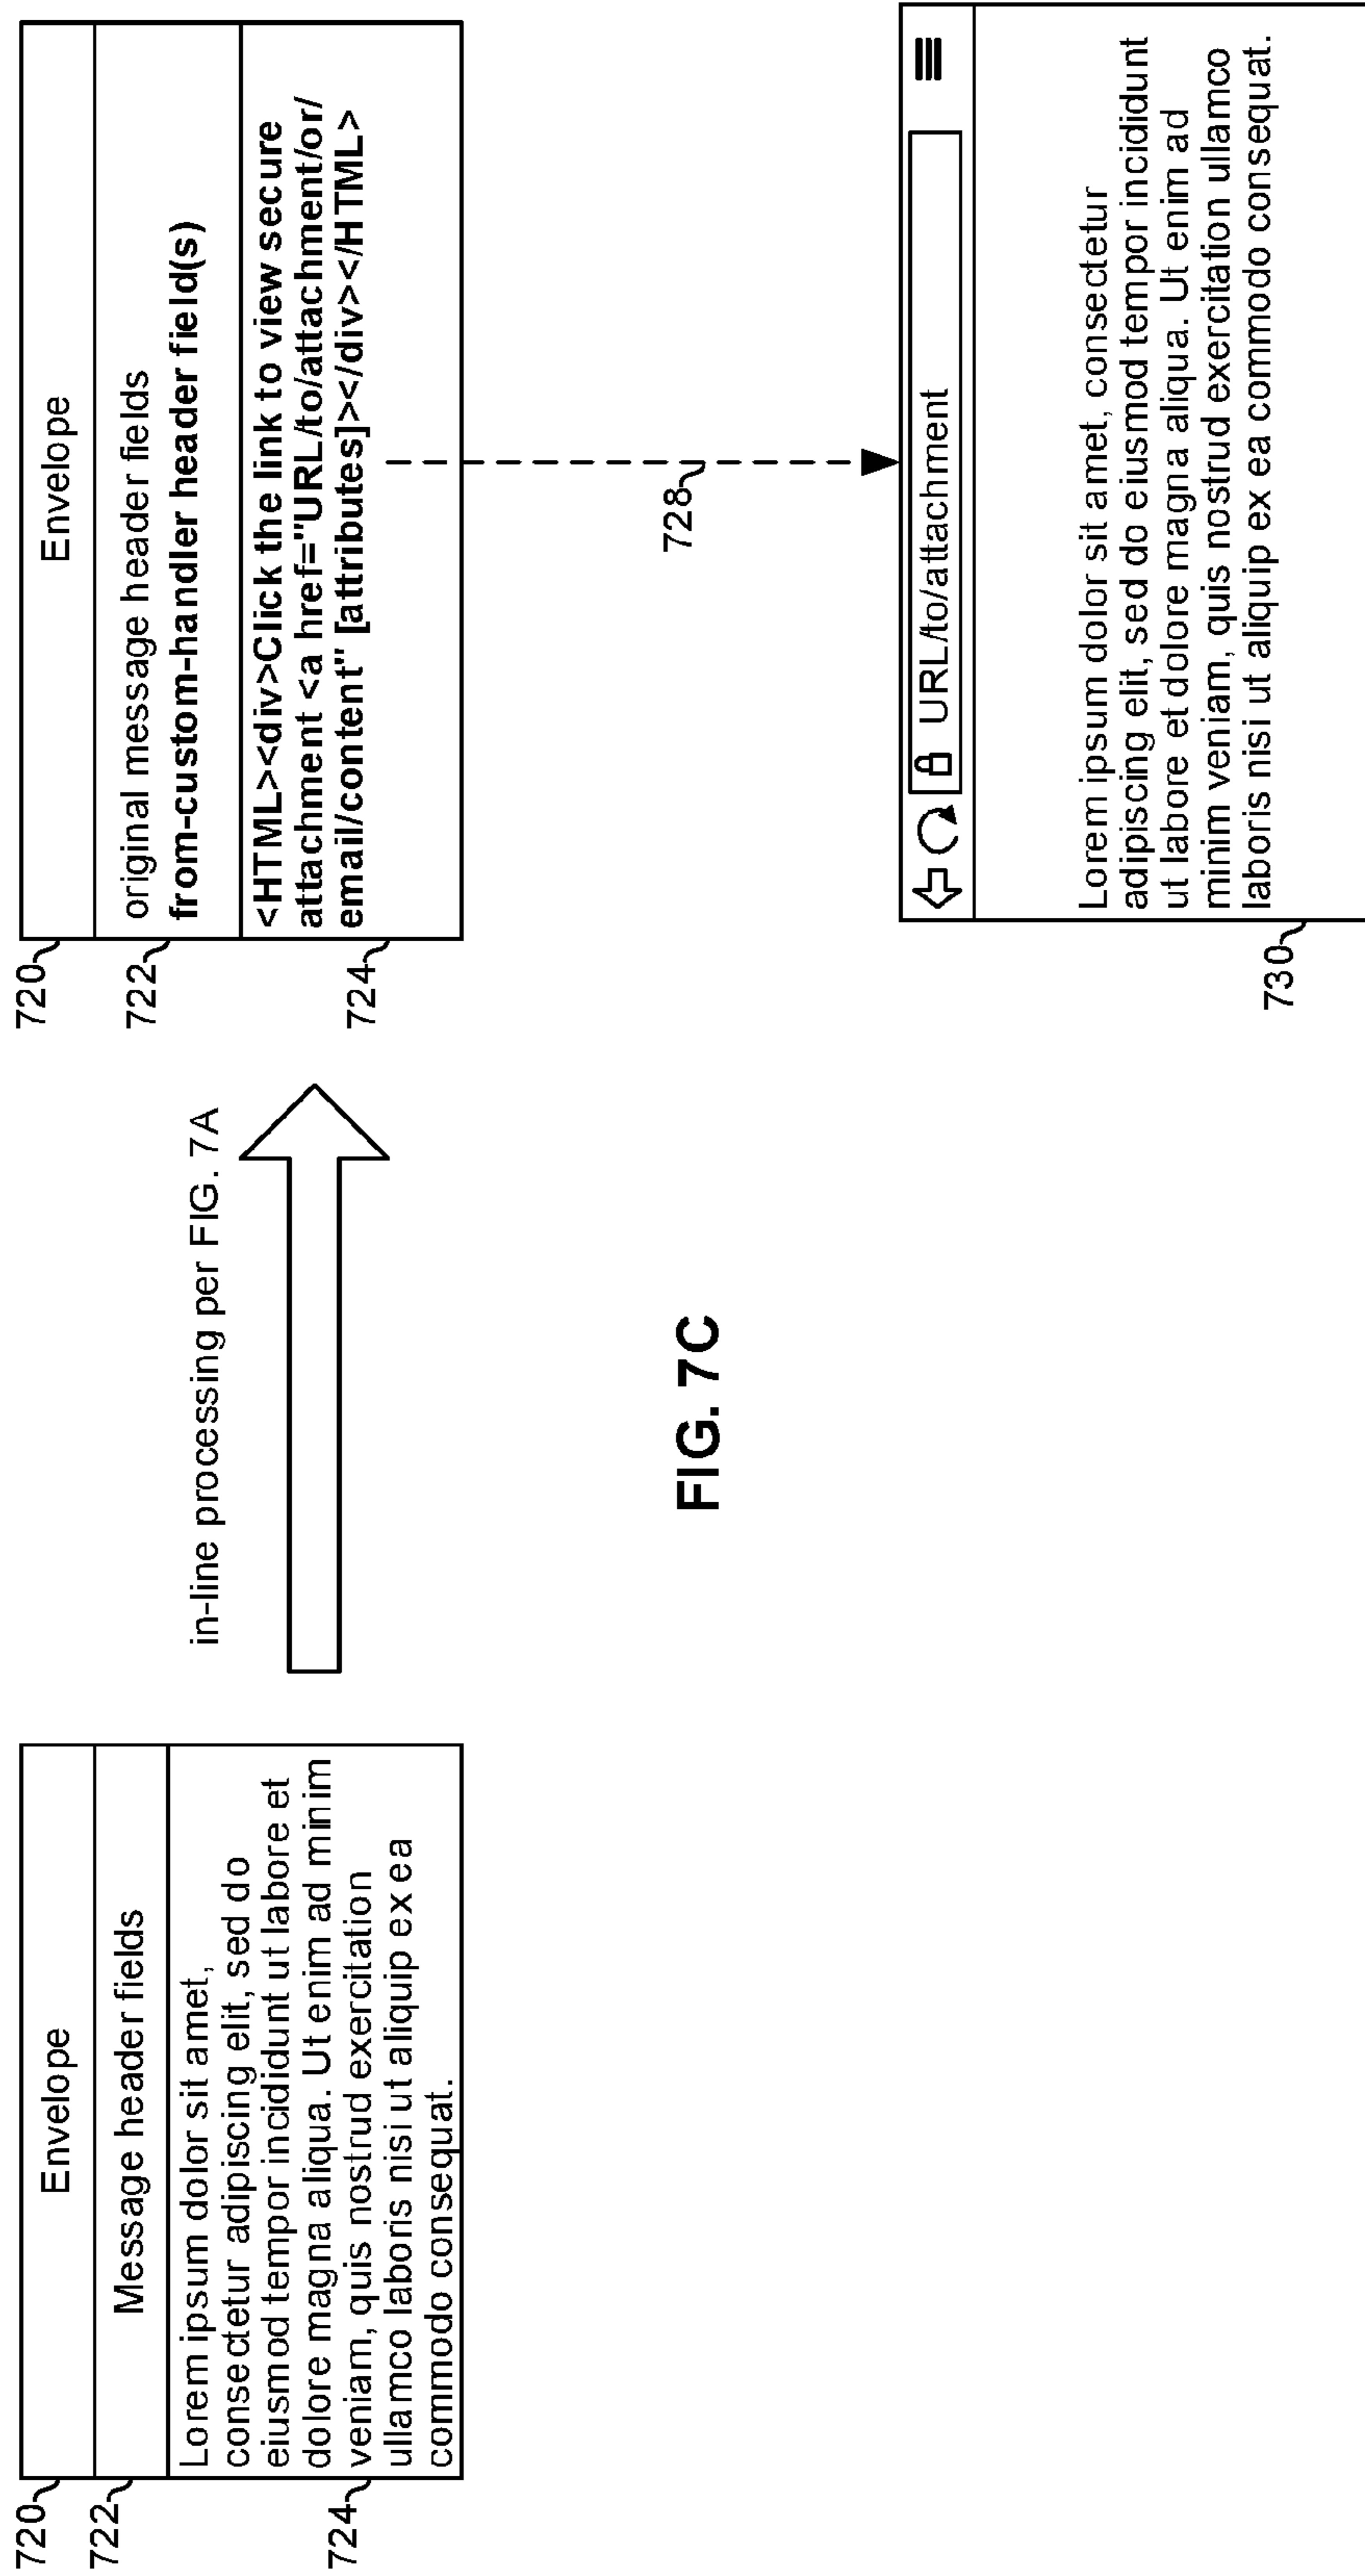 720
Envelope
722
Message header fields
724
Lorem ipsum dolor sit amet,
consectetur adipiscing elit, sed do
eiusmod tempor incididunt ut labore et
dolore magna aliqua. Ut enim ad minim
veniam, quis nostrud exercitation
ullamco laboris nisi ut aliquip ex ea
commodo consequat.
in-line processing per FIG. 7A
720
Envelope
722
original message header fields
from-custom-handler header field(s)
724
<HTML><div>Click the link to view secure
attachment <a href="URL/to/attachment/or/
email/content" [attributes]></div></HTML>
728
FIG. 7C
URL/to/attachment
730
Lorem ipsum dolor sit amet, consectetur
adipiscing elit, sed do eiusmod tempor incididunt
ut labore et dolore magna aliqua. Ut enim ad
minim veniam, quis nostrud exercitation ullamco
laboris nisi ut aliquip ex ea commodo consequat.